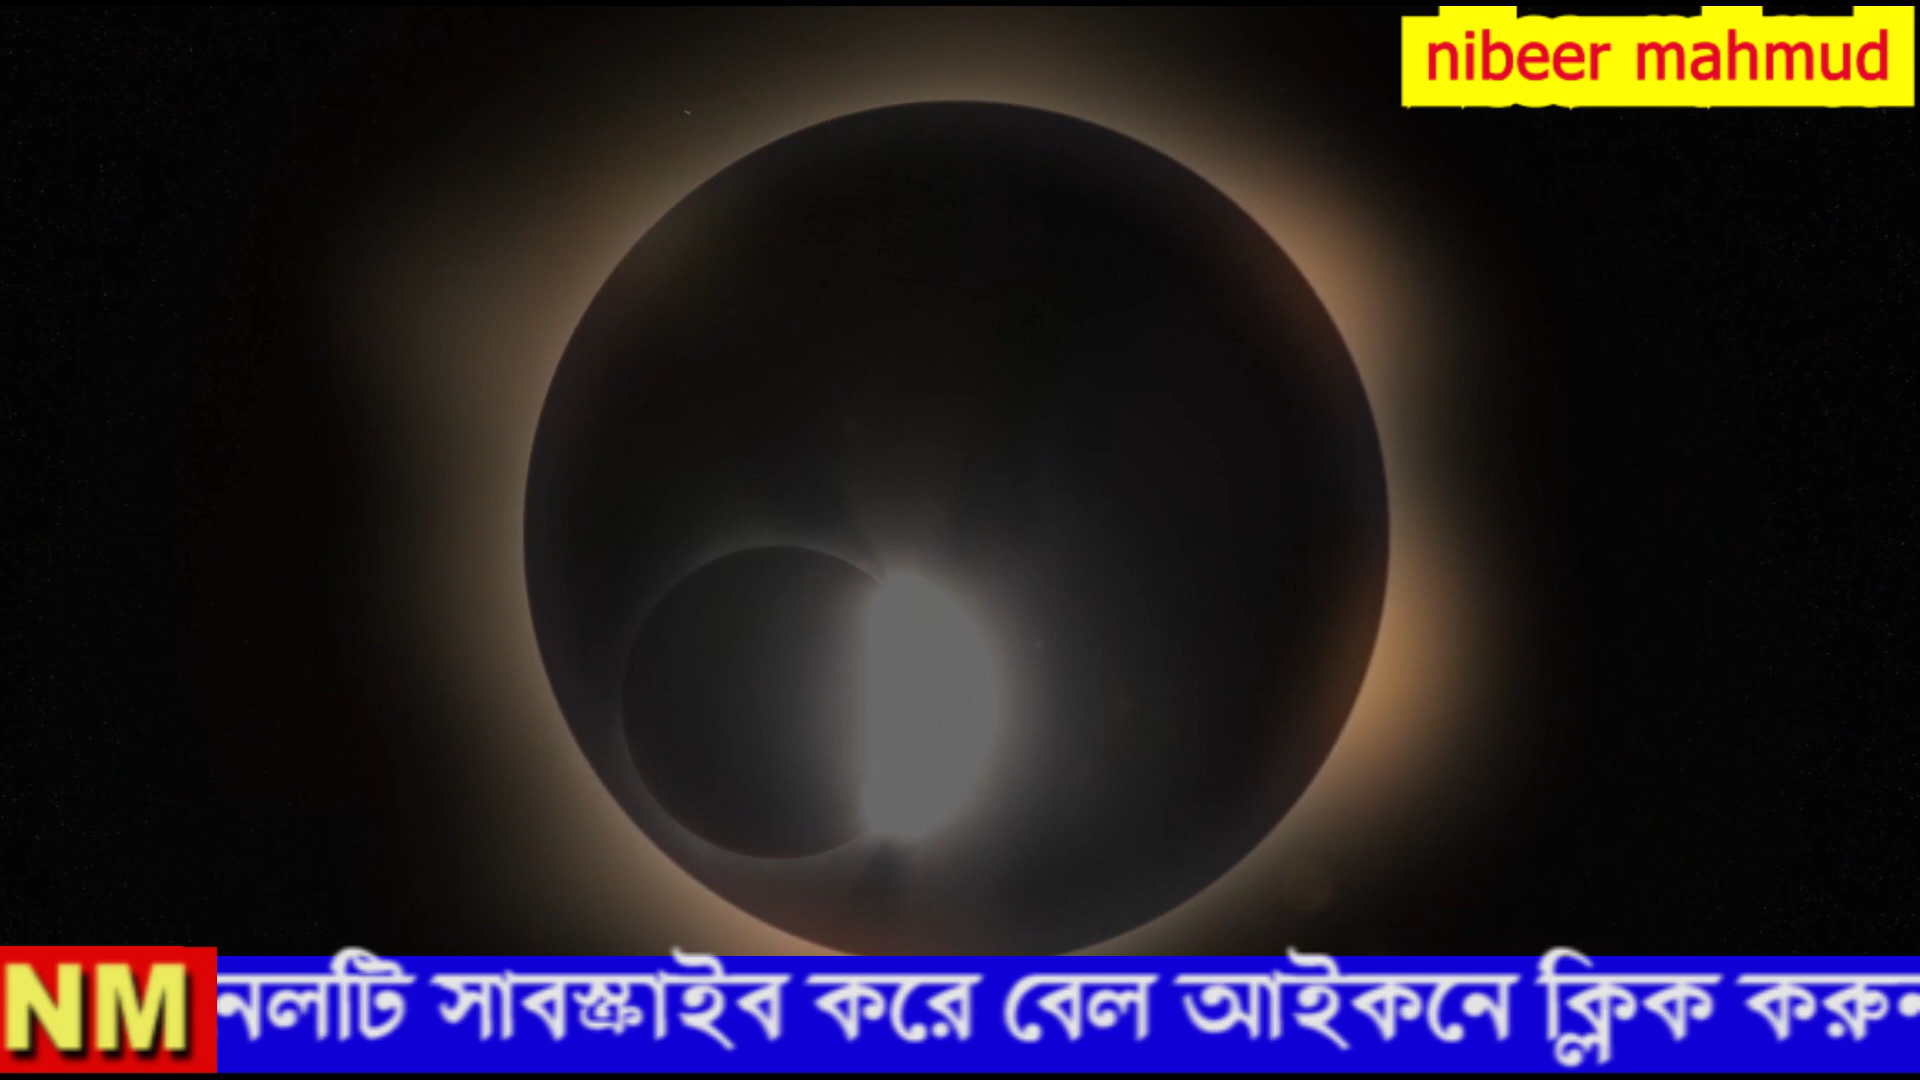 nibeer mahmud
NM
নলটি সাবস্ক্রাইব করে বেল আইকনে ক্লিক করুন